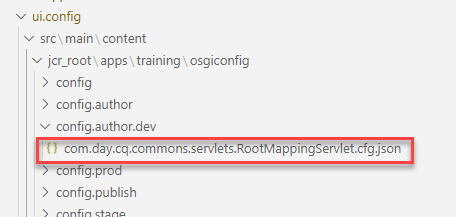 ui.config
src\main\content
jcr_root\apps\training\osgiconfig
config
config.author
config.author.dev
{} com.day.cq.commons.servlets.RootMappingServlet.cfg.json
config.prod
config.publish
config.stage